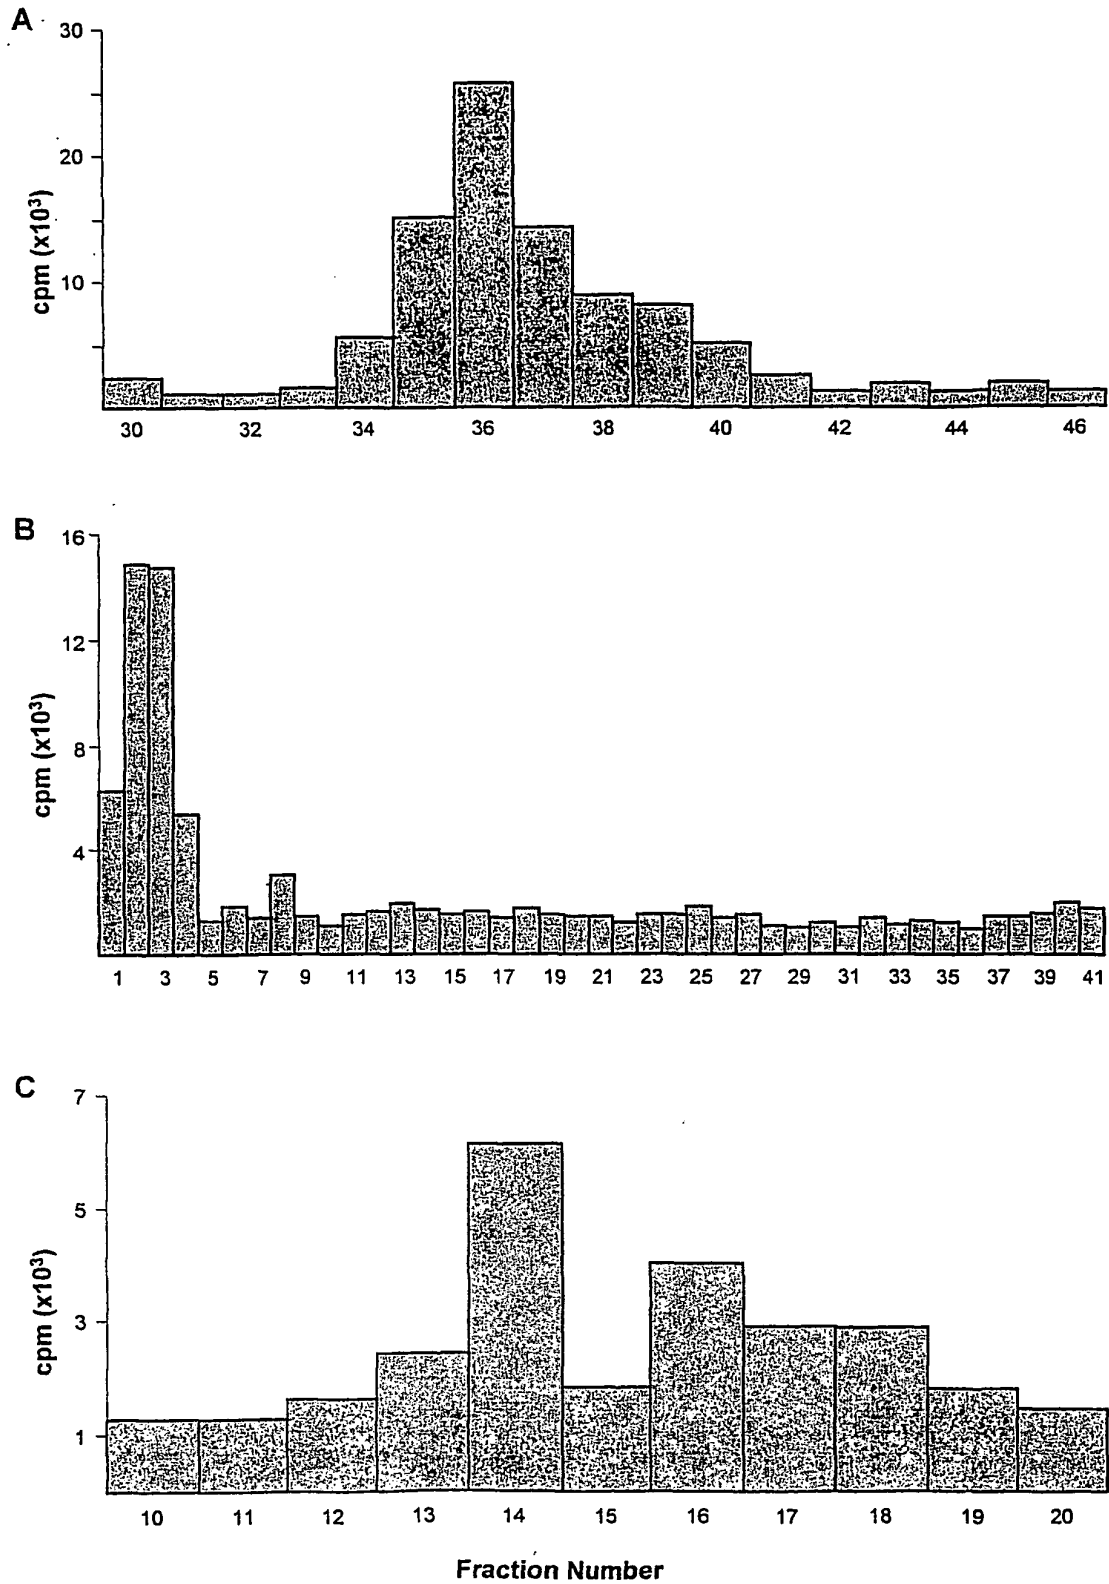 A
30
20
10
cpm (x10³)
30 32 34 36 38 40 42 44 46
B
16
12
8
4
cpm (x10³)
1 3 5 7 9 11 13 15 17 19 21 23 25 27 29 31 33 35 37 39 41
C
7
5
3
1
cpm (x10³)
10 11 12 13 14 15 16 17 18 19 20
Fraction Number